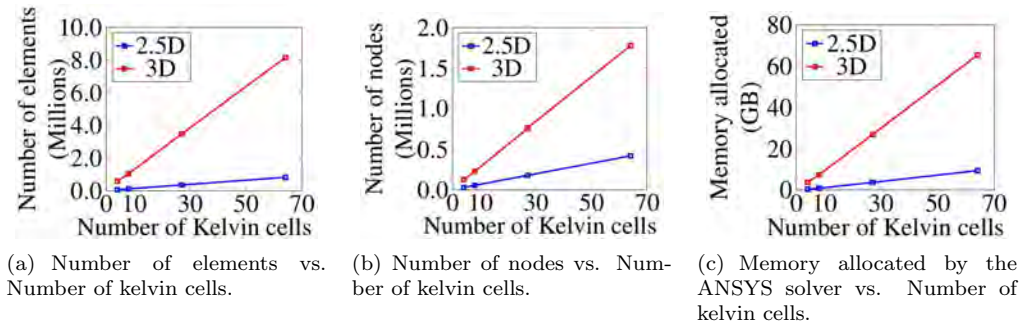 Number of elements
(Millions)
10.0
8.0
6.0
4.0
2.0
0.0
2.5D
3D
0 10 30 50 70
Number of Kelvin cells
(a) Number of elements vs.
Number of kelvin cells.
Number of nodes
(Millions)
2.0
1.5
1.0
0.5
0.0
2.5D
3D
0 10 30 50 70
Number of Kelvin cells
(b) Number of nodes vs. Num-
ber of kelvin cells.
Memory allocated
(GB)
80
60
40
20
0
2.5D
3D
0 10 30 50 70
Number of Kelvin cells
(c) Memory allocated by the
ANSYS solver vs. Number of
kelvin cells.